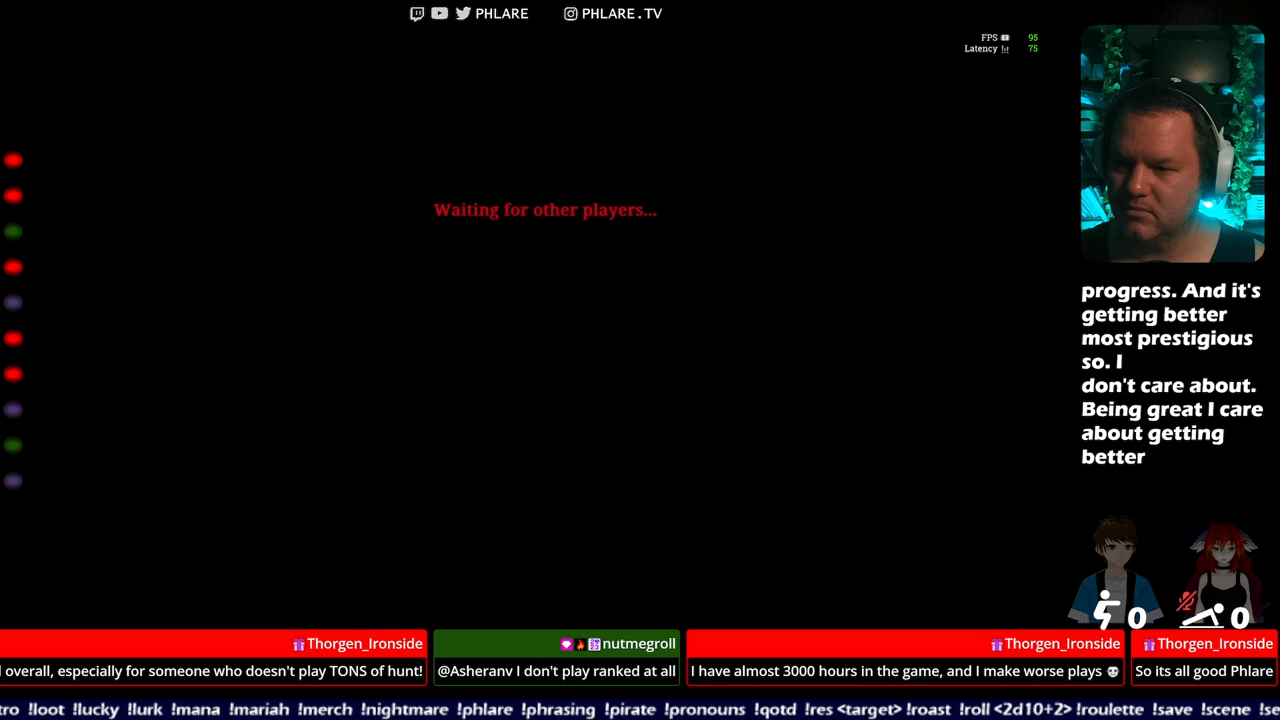 PHLARE PHLARE.TV
FPS 95
Latency 75
Waiting for other players...
progress. And it's
getting better
most prestigious
so. I
don't care about.
Being great I care
about getting
better
0 0
Thorgen_Ironside
overall, especially for someone who doesn't play TONS of hunt!
nutmegroll
@Asheranv I don't play ranked at all
Thorgen_Ironside
I have almost 3000 hours in the game, and I make worse plays
Thorgen_Ironside
So its all good Phlare
tro !loot !lucky !lurk !mana !mariah !merch !nightmare !phlare !phrasing !pirate !pronouns !qotd !res <target> !roast !roll <2d10+2> !roulette !save !scene !se